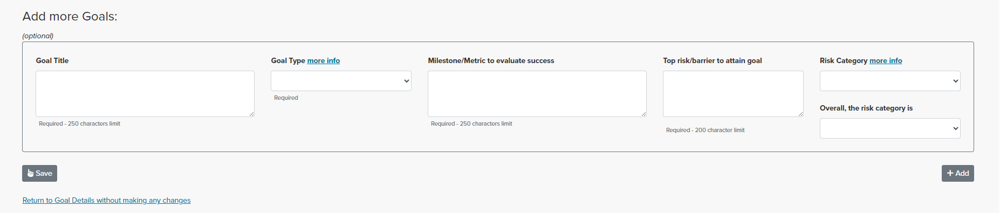 Add more Goals:
(optional)
Goal Title
Goal Type more info
Milestone/Metric to evaluate success
Top risk/barrier to attain goal
Risk Category more info
Required
Overall, the risk category is
Required - 250 characters limit
Required - 250 characters limit
Required - 200 character limit
Save
+ Add
Return to Goal Details without making any changes